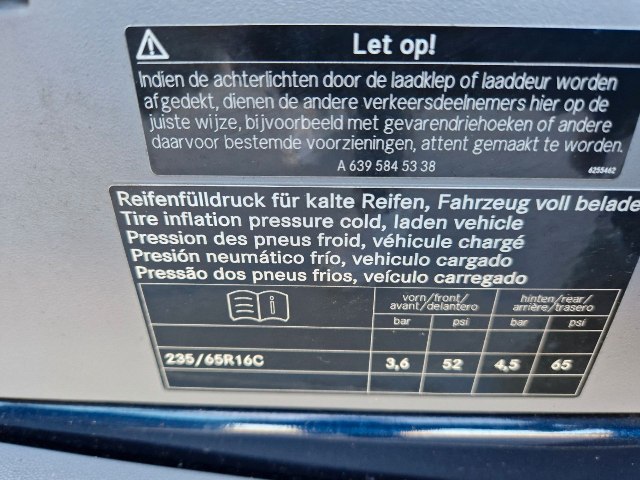 Let op!
Indien de achterlichten door de laadklep of laaddeur worden
afgedekt, dienen de andere verkeersdeelnemers hier op de
juiste wijze, bijvoorbeeld met gevarendriehoeken of andere
daarvoor bestemde voorzieningen, attent gemaakt te worden.
A 639 584 53 38 6255462
Reifenfülldruck für kalte Reifen, Fahrzeug voll belade
Tire inflation pressure cold, laden vehicle
Pression des pneus froid, véhicule chargé
Presión neumático frío, vehiculo cargado
Pressão dos pneus frios, veículo carregado
vorn/front/ hinten/rear/
avant/delantero arrière/trasero
bar psi bar psi
235/65R16C 3,6 52 4,5 65